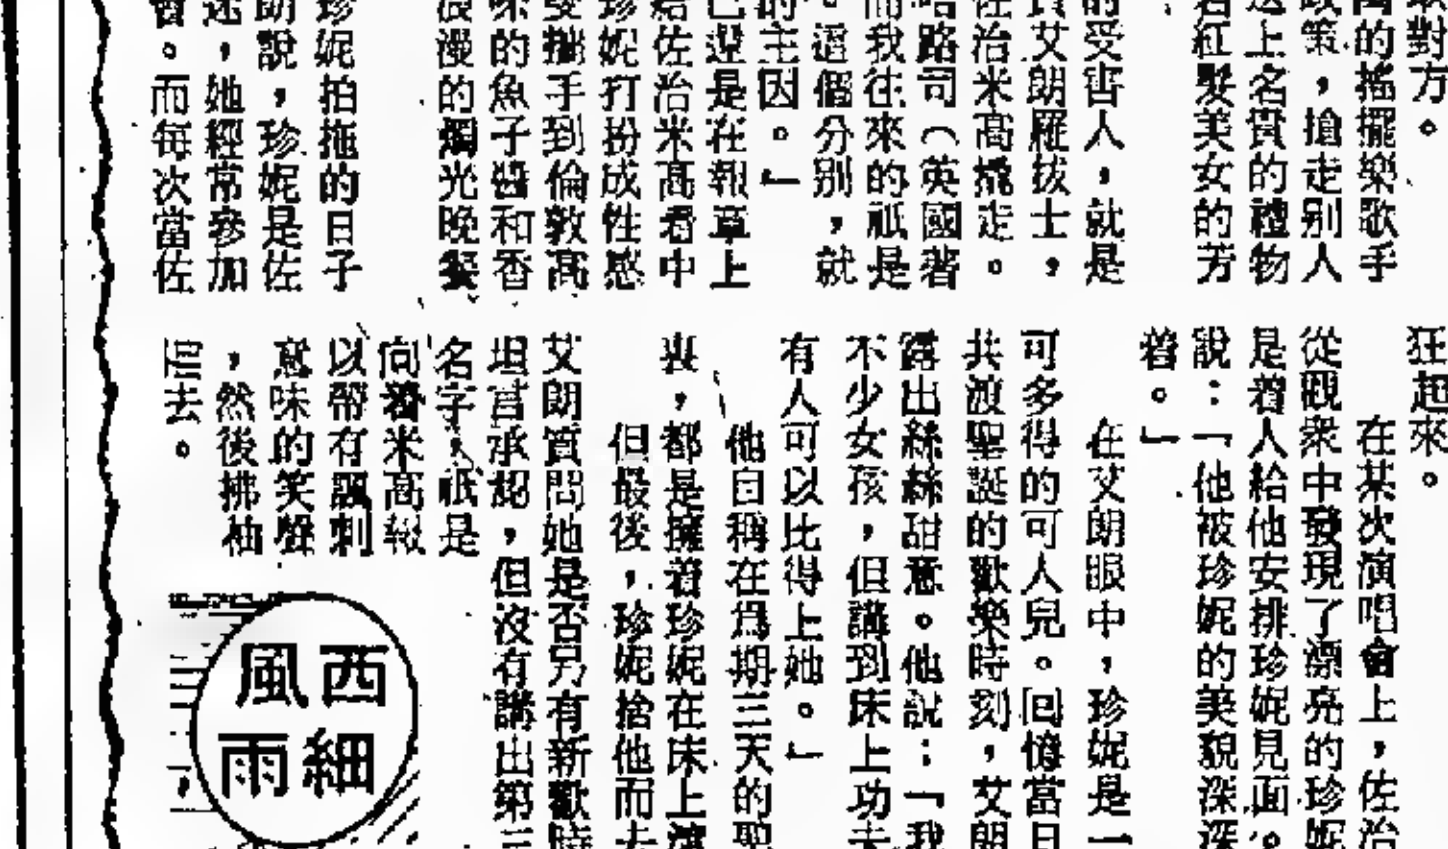 對方。
的搖擺樂歌手
政策，搶走别人
送上名貴的禮物
紅髮美女的芳
的受害人，就是
艾朗羅拔士，
佐治米高撬走。
哈路司（英國著
而我往來的祇是
。這個分别，就
的主因。」
已還是在報章上
給佐治米高看中
珍妮打扮成性感
攜手到倫敦高
味的魚子醬和香
浪漫的燭光晚餐
珍妮拍拖的日子
朗說，珍妮是佐
迷，她經常參加
會。而每次當佐
狂起來。
在某次演唱會上，佐治
從觀衆中發現了漂亮的珍妮
是着人給他安排珍妮見面。
說：「他被珍妮的美貌深深
着。」
在艾朗眼中，珍妮是一
可多得的可人兒。回憶當日
共渡聖誕的歡樂時刻，艾朗
露出絲絲甜意。他說：「我
不少女孩，但講到床上功夫
有人可以比得上她。」
他自稱在爲期三天的聖
，都是擁着珍妮在床上渡
但最後，珍妮捨他而去
艾朗質問她是否另有新歡時
坦言承認，但沒有講出第三
名字，祇是
向着米高報
以帶有諷刺
意味的笑聲
，然後拂袖
去。
西細
風雨